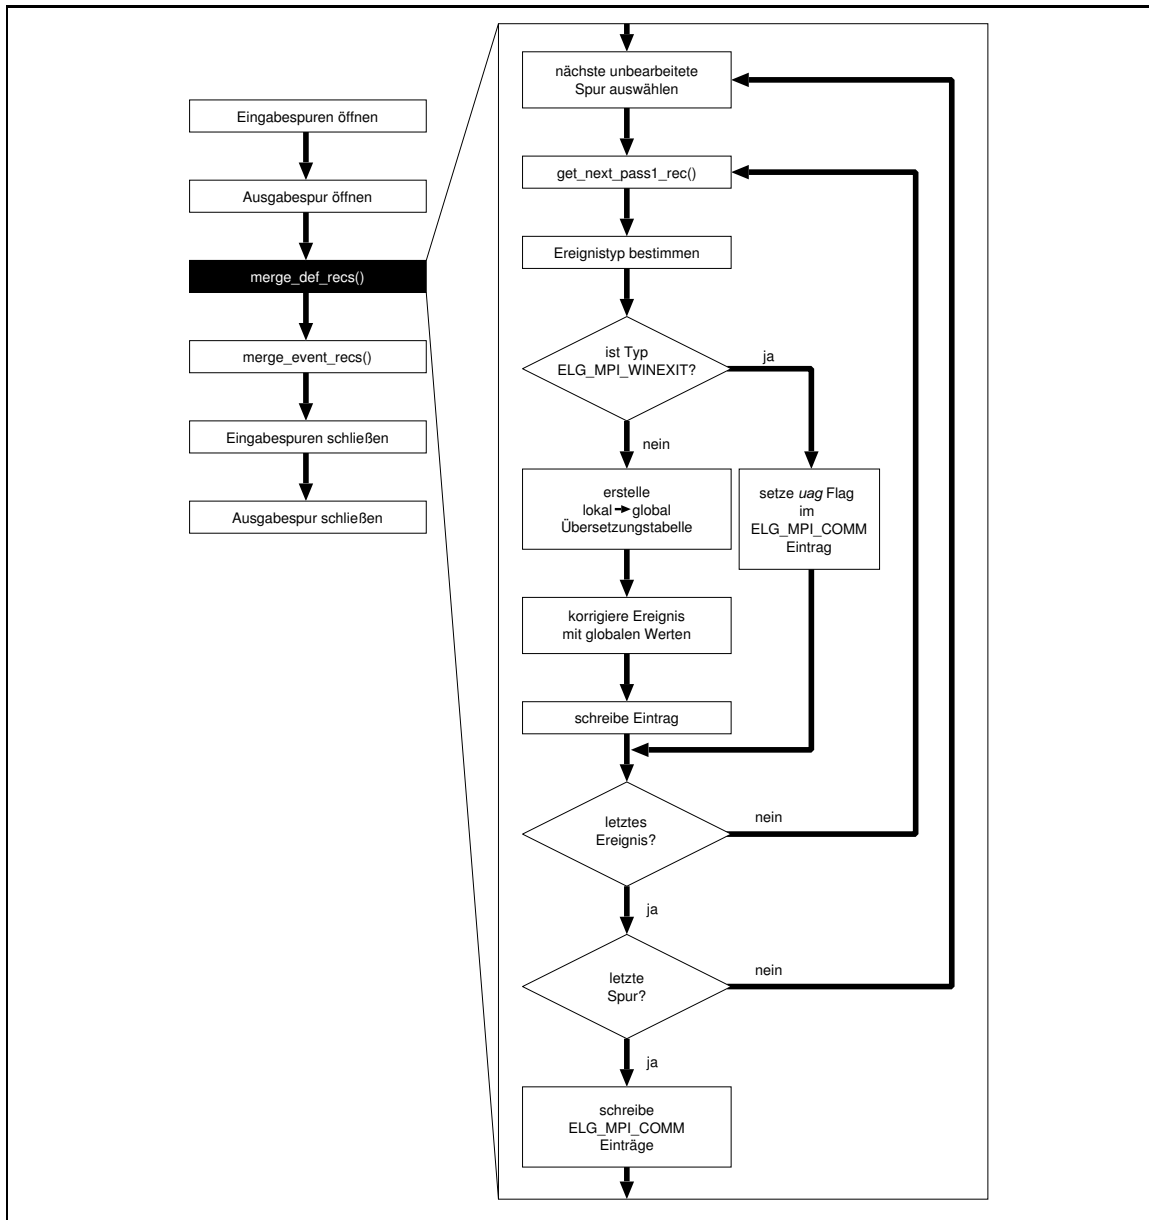 Eingabespuren öffnen
Ausgabespur öffnen
merge_def_recs()
merge_event_recs()
Eingabespuren schließen
Ausgabespur schließen
nächste unbearbeitete
Spur auswählen
get_next_pass1_rec()
Ereignistyp bestimmen
ist Typ
ELG_MPI_WINEXIT?
ja
nein
erstelle
lokal → global
Übersetzungstabelle
setze uag Flag
im
ELG_MPI_COMM
Eintrag
korrigiere Ereignis
mit globalen Werten
schreibe Eintrag
letztes
Ereignis?
nein
ja
letzte
Spur?
nein
ja
schreibe
ELG_MPI_COMM
Einträge